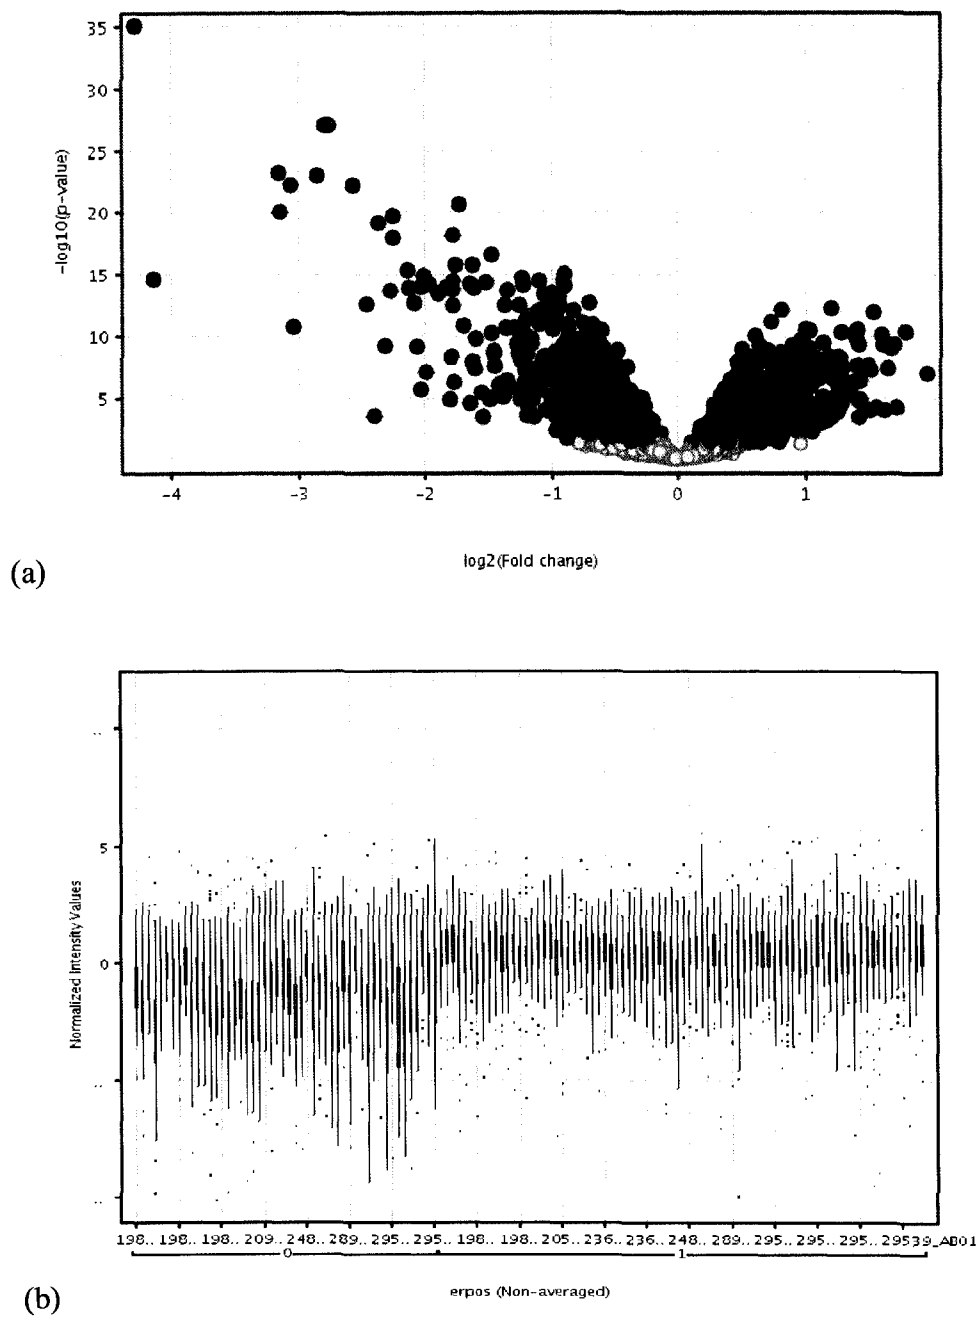 35
30
25
20
15
10
5
-log10(p-value)
-4 -3 -2 -1 0 1
log2(Fold change)
(a)
..
5
0
..
..
Normalized Intensity Values
198.. 198.. 198.. 209.. 248.. 289.. 295.. 295.. 198.. 198.. 205.. 236.. 236.. 248.. 289.. 295.. 295.. 295.. 29539_AB01
0 1
erpos (Non-averaged)
(b)